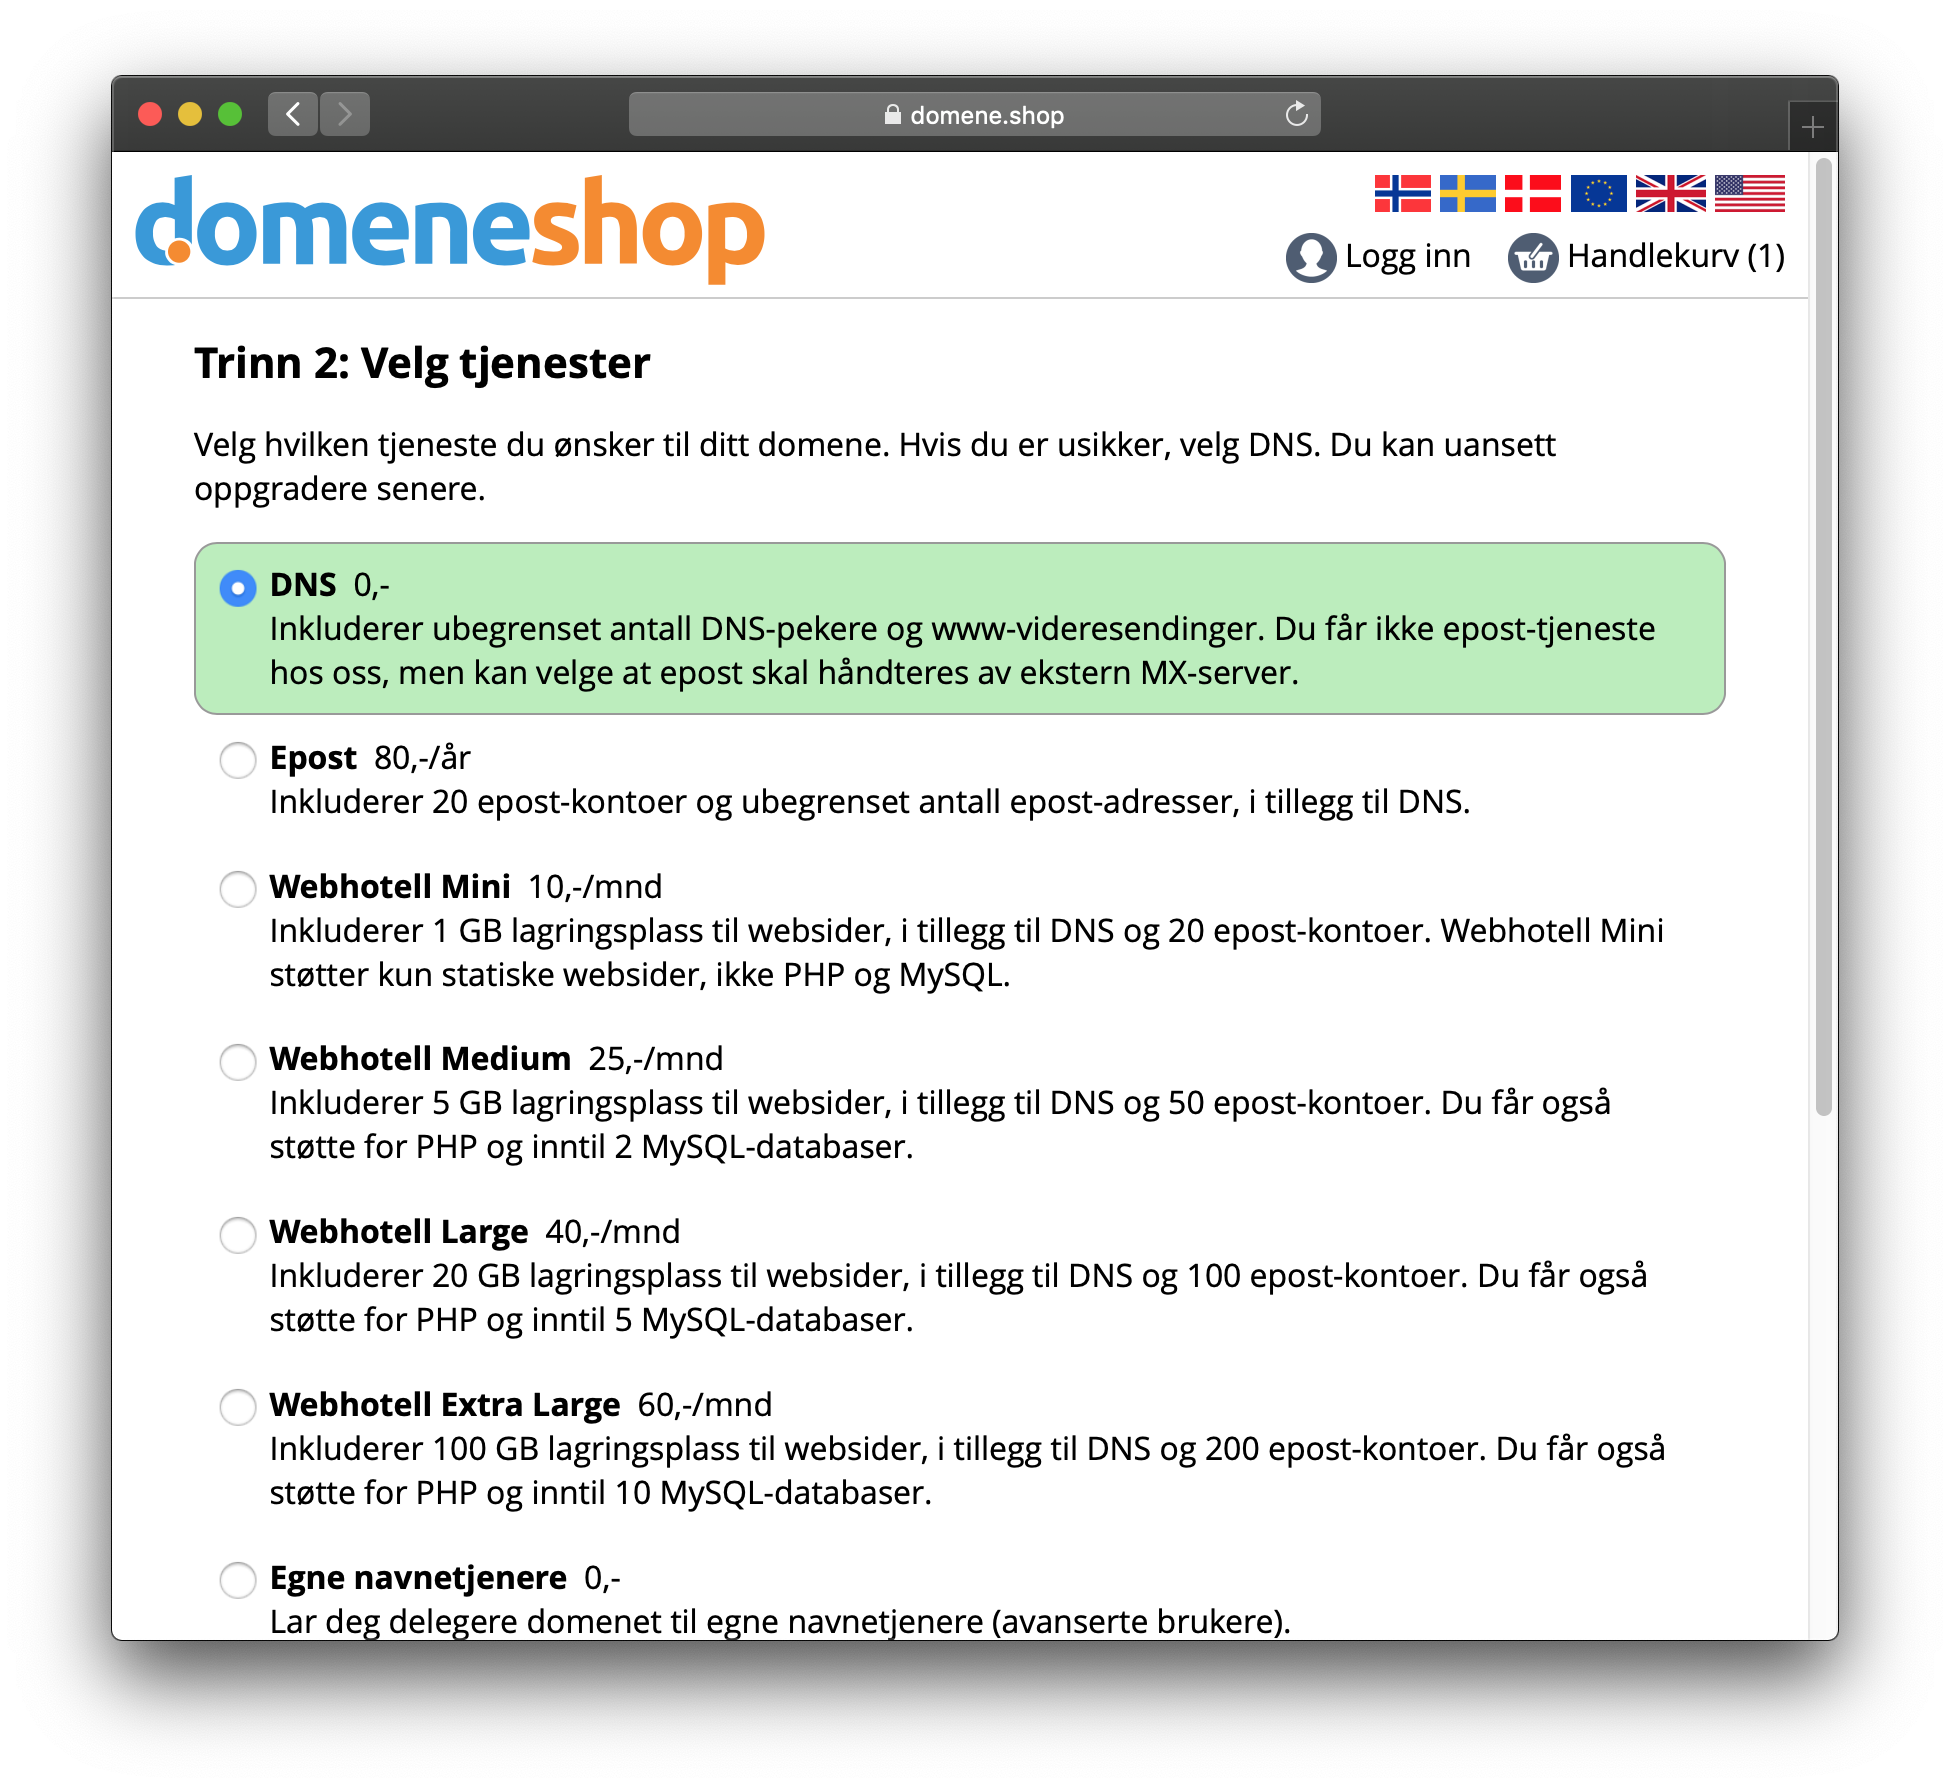 domene.shop
domeneshop
Logg inn Handlekurv (1)
Trinn 2: Velg tjenester
Velg hvilken tjeneste du ønsker til ditt domene. Hvis du er usikker, velg DNS. Du kan uansett
oppgradere senere.
DNS 0,-
Inkluderer ubegrenset antall DNS-pekere og www-videresendinger. Du får ikke epost-tjeneste
hos oss, men kan velge at epost skal håndteres av ekstern MX-server.
Epost 80,-/år
Inkluderer 20 epost-kontoer og ubegrenset antall epost-adresser, i tillegg til DNS.
Webhotell Mini 10,-/mnd
Inkluderer 1 GB lagringsplass til websider, i tillegg til DNS og 20 epost-kontoer. Webhotell Mini
støtter kun statiske websider, ikke PHP og MySQL.
Webhotell Medium 25,-/mnd
Inkluderer 5 GB lagringsplass til websider, i tillegg til DNS og 50 epost-kontoer. Du får også
støtte for PHP og inntil 2 MySQL-databaser.
Webhotell Large 40,-/mnd
Inkluderer 20 GB lagringsplass til websider, i tillegg til DNS og 100 epost-kontoer. Du får også
støtte for PHP og inntil 5 MySQL-databaser.
Webhotell Extra Large 60,-/mnd
Inkluderer 100 GB lagringsplass til websider, i tillegg til DNS og 200 epost-kontoer. Du får også
støtte for PHP og inntil 10 MySQL-databaser.
Egne navnetjenere 0,-
Lar deg delegere domenet til egne navnetjenere (avanserte brukere).